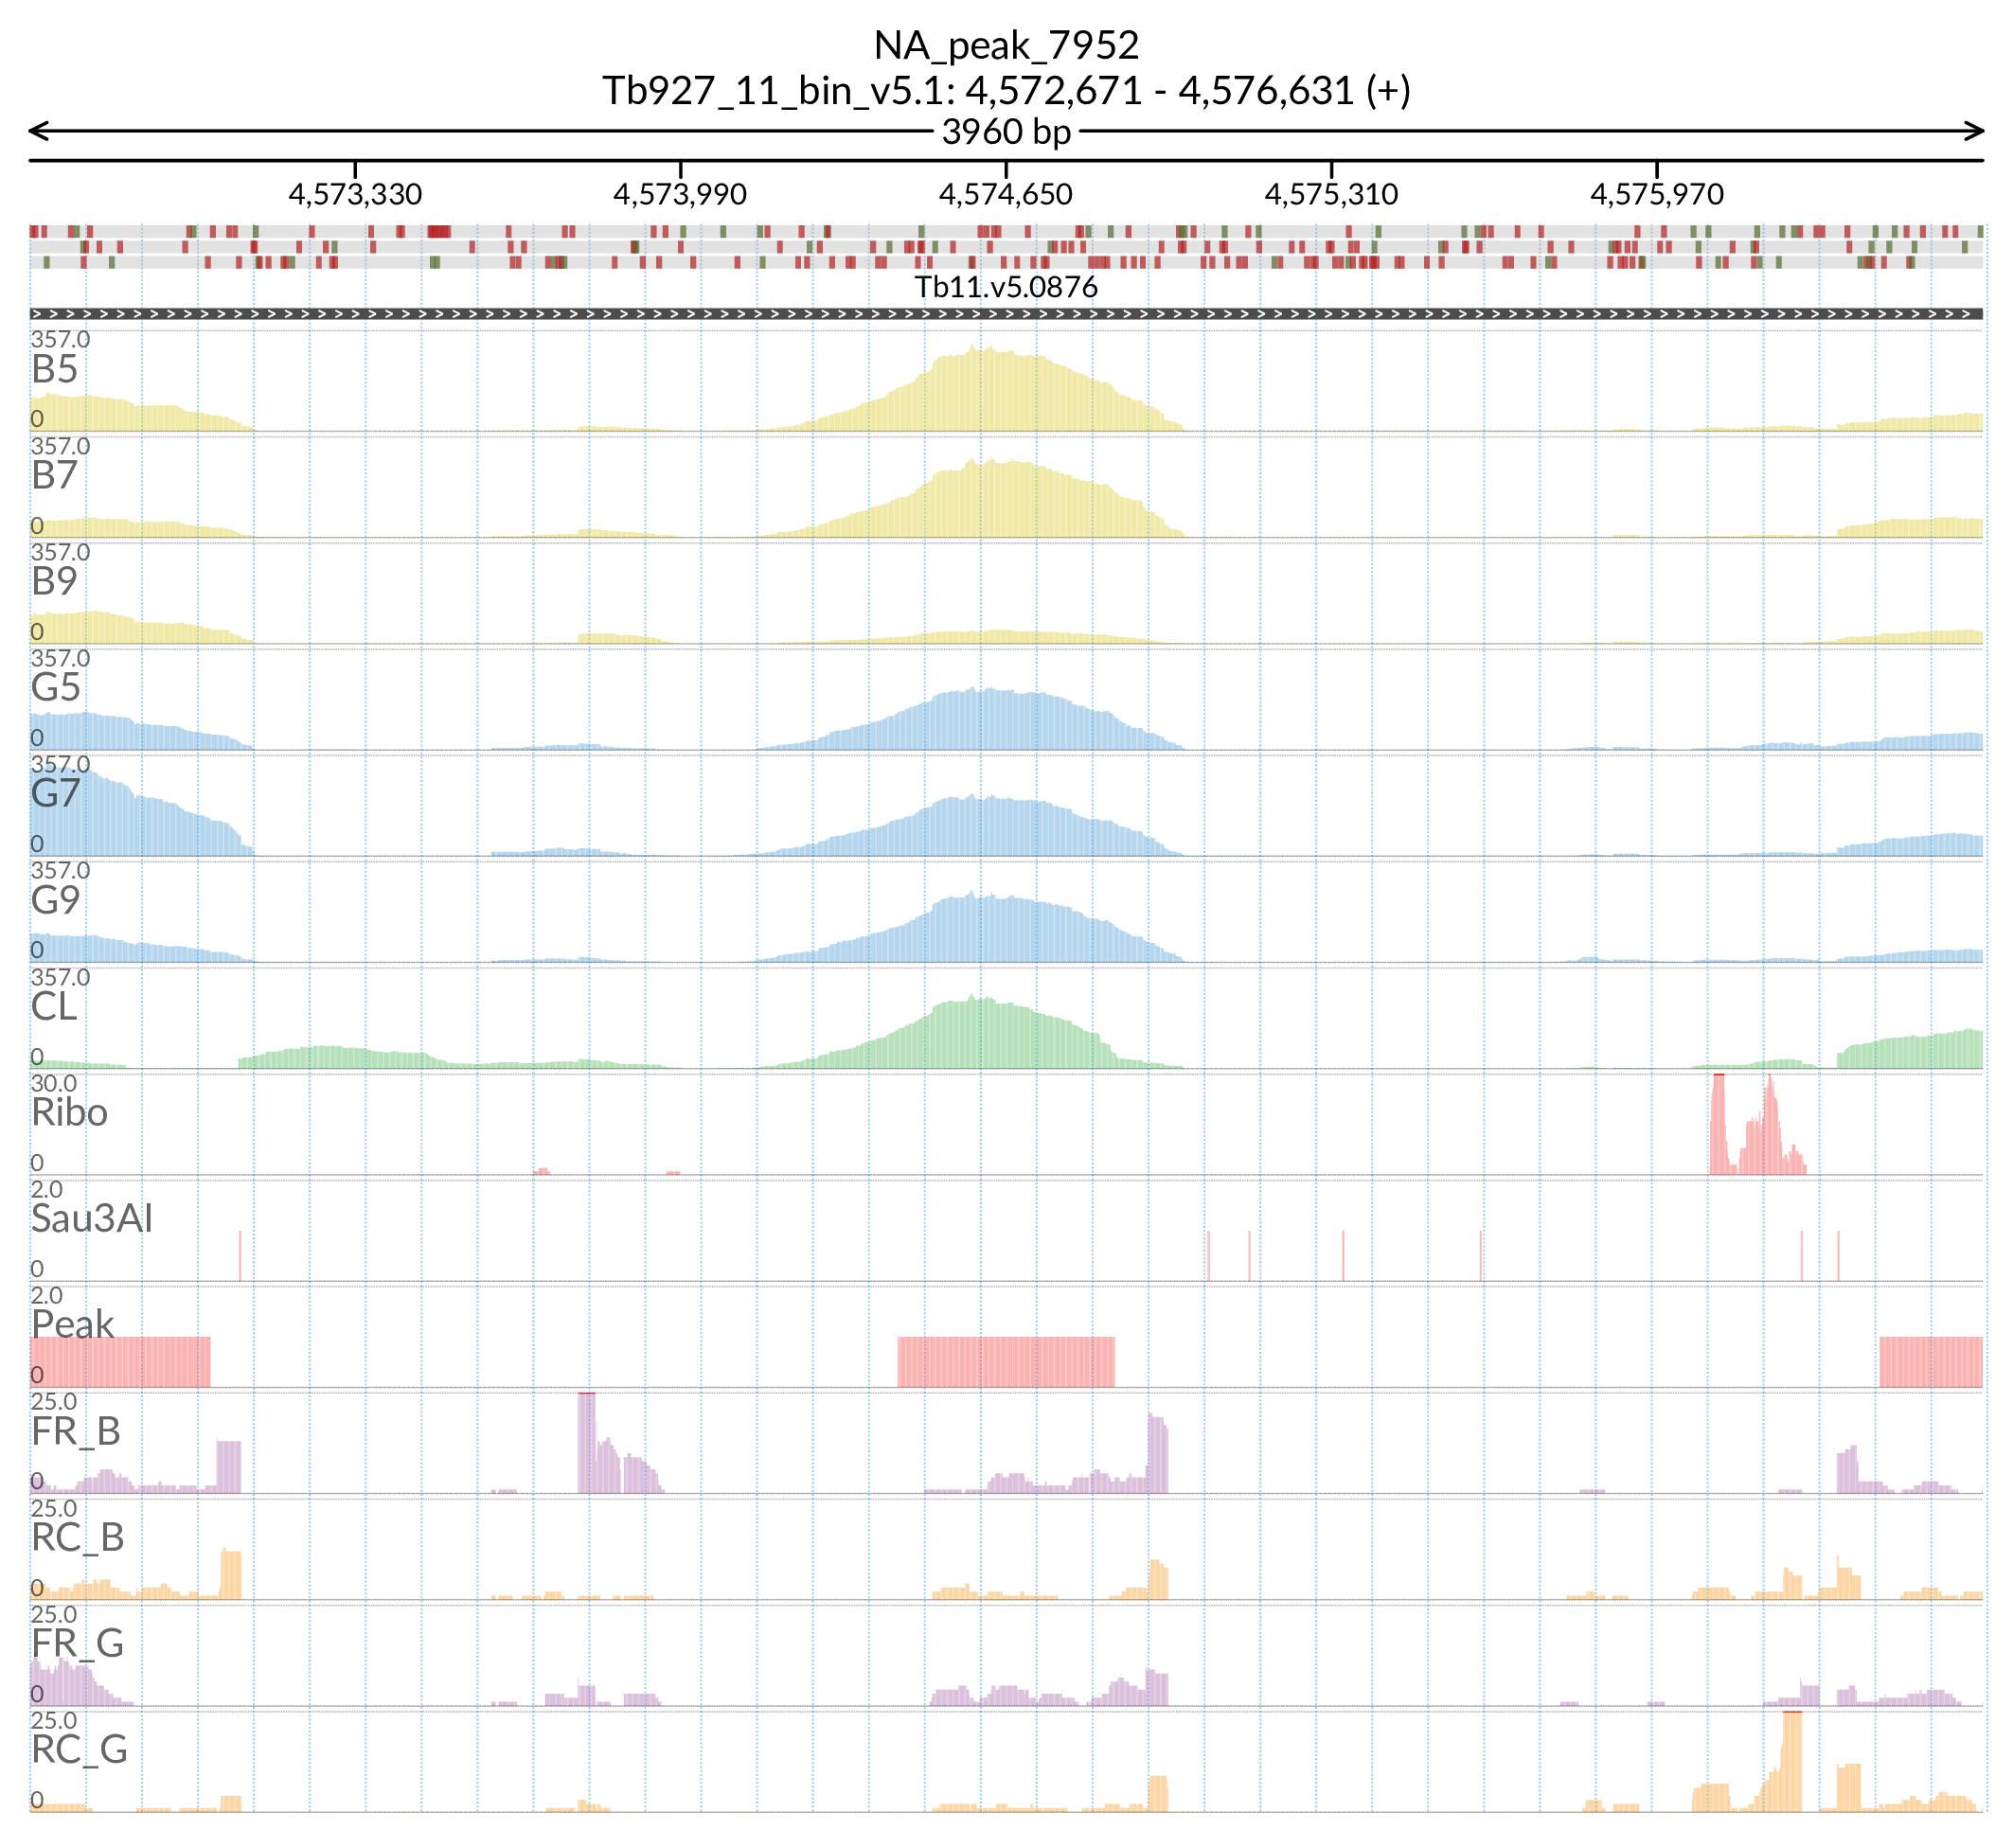 NA_peak_7952
Tb927_11_bin_v5.1: 4,572,671 - 4,576,631 (+)
3960 bp
4,573,330 4,573,990 4,574,650 4,575,310 4,575,970
Tb11.v5.0876
357.0
B5
0
357.0
B7
0
357.0
B9
0
357.0
G5
0
357.0
G7
0
357.0
G9
0
357.0
CL
0
30.0
Ribo
0
2.0
Sau3AI
0
2.0
Peak
0
25.0
FR_B
0
25.0
RC_B
0
25.0
FR_G
0
25.0
RC_G
0